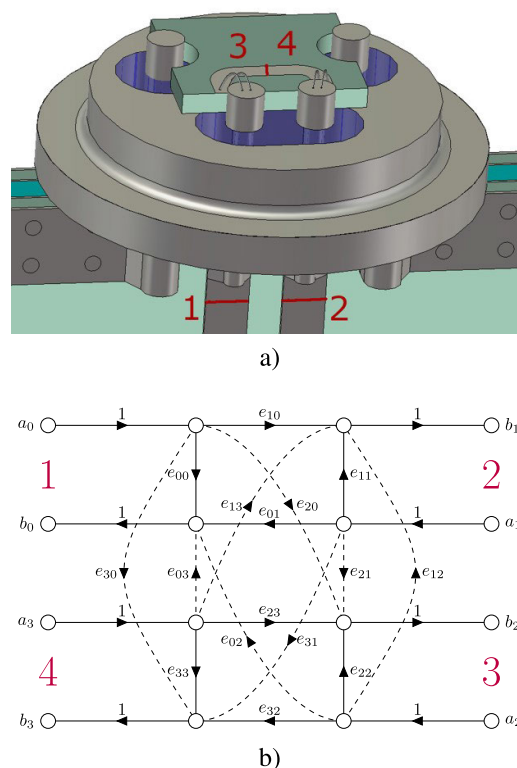 3 4
1 2
a)
a₀ 1 e₁₀ 1 b₁
1 e₀₀ e₁₃ e₂₀ e₁₁ 2
b₀ 1 e₀₁ 1 a₁
e₃₀ e₀₃ e₂₁ e₁₂
a₃ 1 e₂₃ 1 b₂
4 e₃₃ e₀₂ e₃₁ e₂₂ 3
b₃ 1 e₃₂ 1 a₂
b)